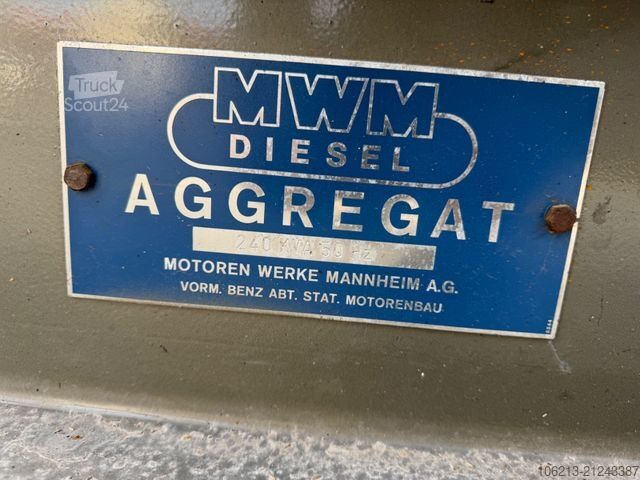 Truck
Scout24
MWM
DIESEL
AGGREGAT
240 KVA 50 HZ
MOTOREN WERKE MANNHEIM A.G.
VORM. BENZ ABT. STAT. MOTORENBAU
106213-21243387